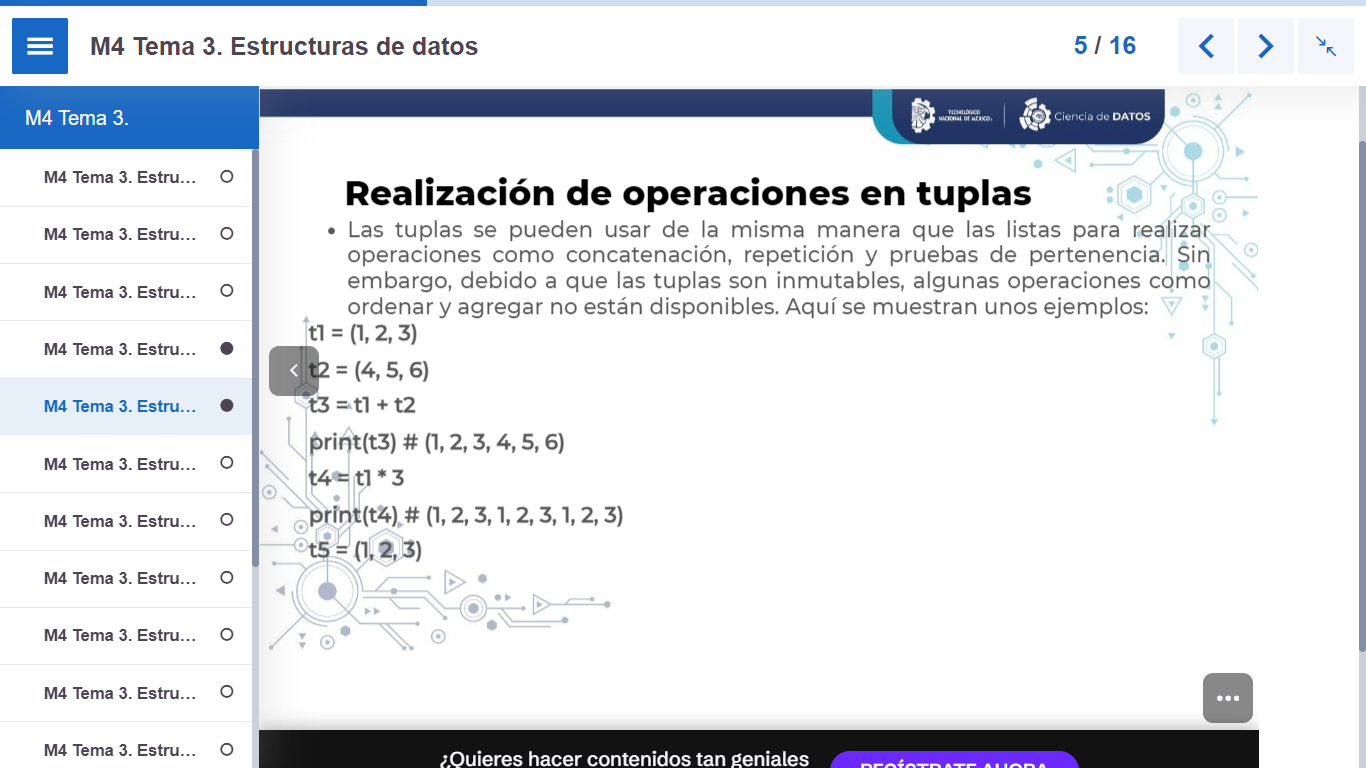 M4 Tema 3. Estructuras de datos
5 / 16
M4 Tema 3.
M4 Tema 3. Estru...
M4 Tema 3. Estru...
M4 Tema 3. Estru...
M4 Tema 3. Estru...
M4 Tema 3. Estru...
M4 Tema 3. Estru...
M4 Tema 3. Estru...
M4 Tema 3. Estru...
M4 Tema 3. Estru...
M4 Tema 3. Estru...
M4 Tema 3. Estru...
TECNOLÓGICO
NACIONAL DE MÉXICO
Ciencia de DATOS
Realización de operaciones en tuplas
• Las tuplas se pueden usar de la misma manera que las listas para realizar
operaciones como concatenación, repetición y pruebas de pertenencia. Sin
embargo, debido a que las tuplas son inmutables, algunas operaciones como
ordenar y agregar no están disponibles. Aquí se muestran unos ejemplos:
t1 = (1, 2, 3)
t2 = (4, 5, 6)
t3 = t1 + t2
print(t3) # (1, 2, 3, 4, 5, 6)
t4 = t1 * 3
print(t4) # (1, 2, 3, 1, 2, 3, 1, 2, 3)
t5 = (1, 2, 3)
¿Quieres hacer contenidos tan geniales
REGÍSTRATE AHORA